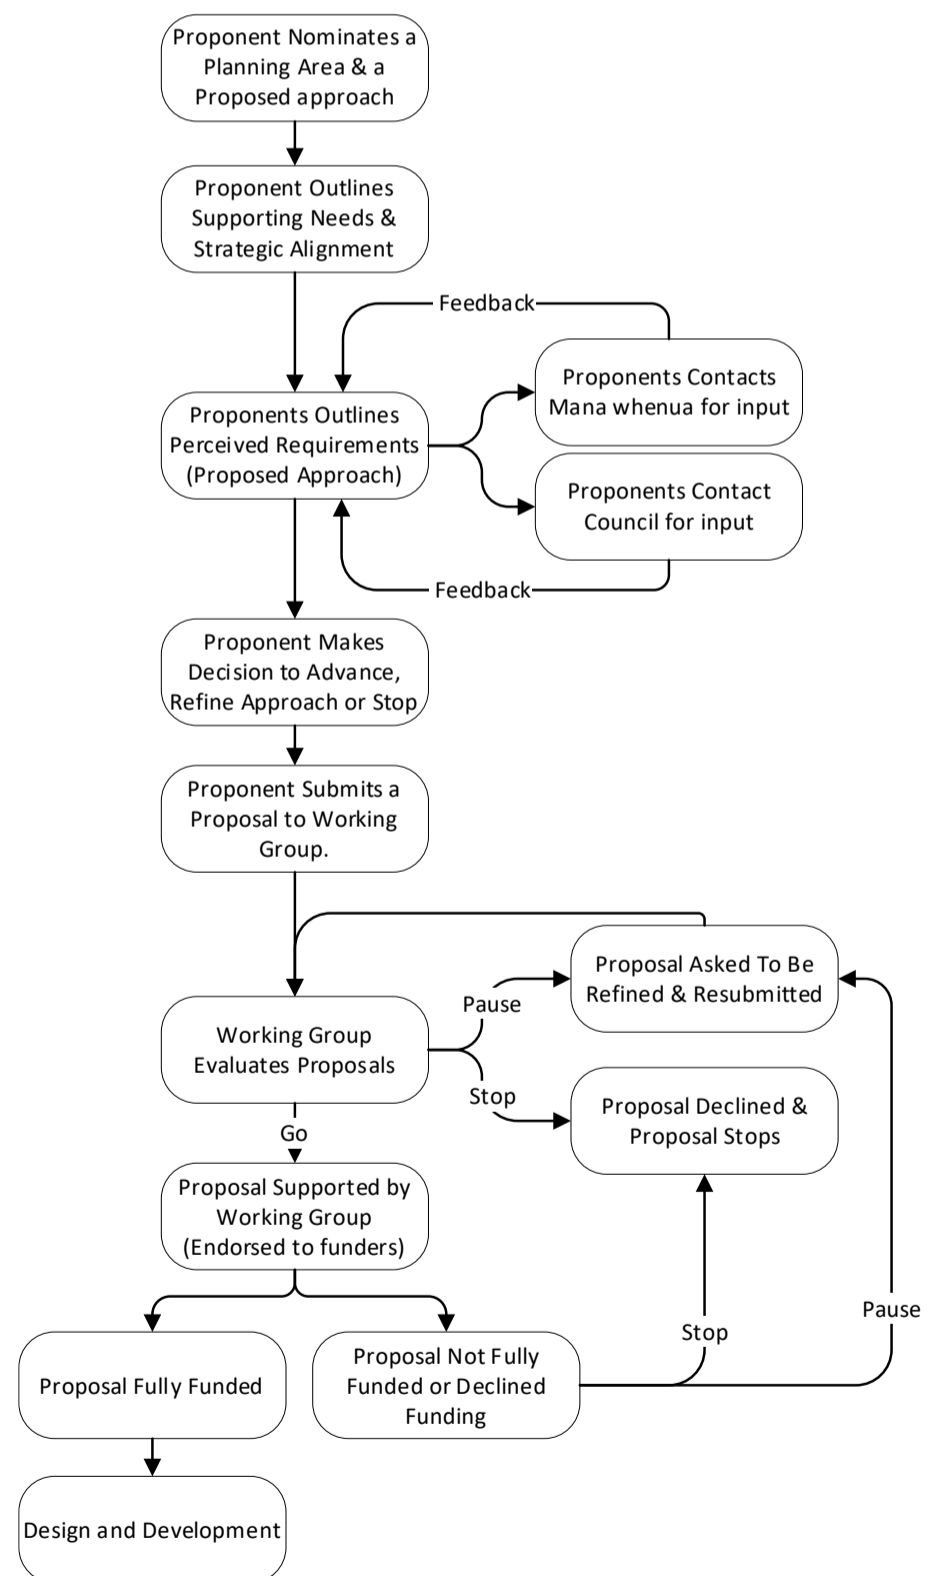 Proponent Nominates a
Planning Area & a
Proposed approach
Proponent Outlines
Supporting Needs &
Strategic Alignment
Feedback
Proponents Contacts
Mana whenua for input
Proponents Outlines
Perceived Requirements
(Proposed Approach)
Proponents Contact
Council for input
Feedback
Proponent Makes
Decision to Advance,
Refine Approach or Stop
Proponent Submits a
Proposal to Working
Group.
Proposal Asked To Be
Refined & Resubmitted
Pause
Working Group
Evaluates Proposals
Stop
Proposal Declined &
Proposal Stops
Go
Proposal Supported by
Working Group
(Endorsed to funders)
Pause
Stop
Proposal Fully Funded
Proposal Not Fully
Funded or Declined
Funding
Design and Development